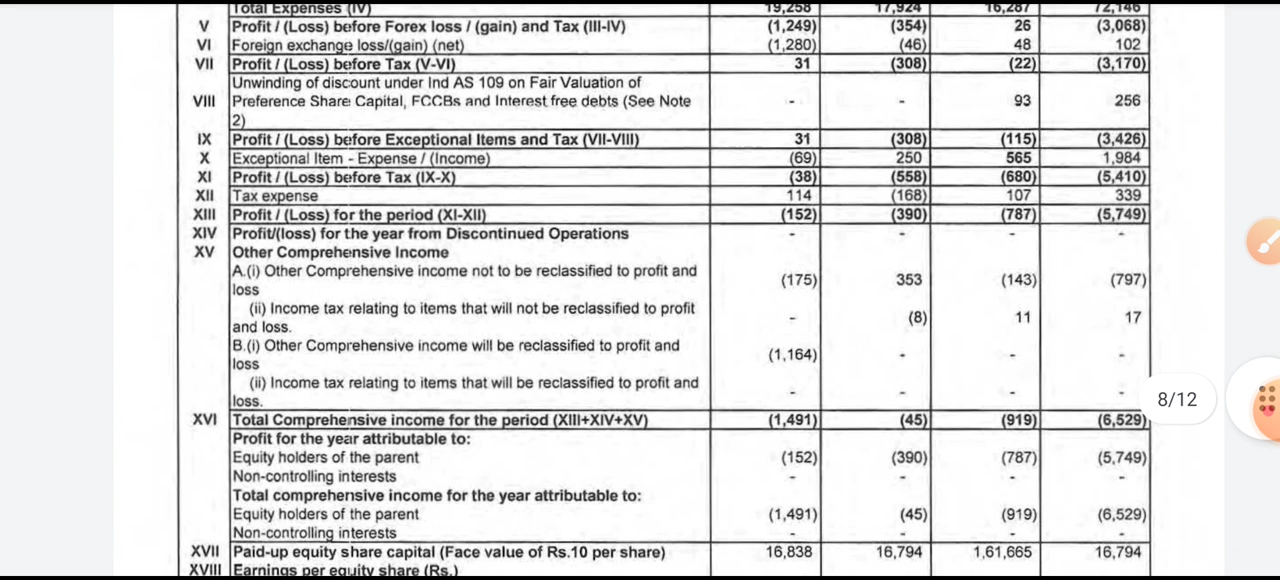 Total Expenses (IV) 19,258 17,924 16,287 72,146
V Profit / (Loss) before Forex loss / (gain) and Tax (III-IV) (1,249) (354) 26 (3,068)
VI Foreign exchange loss/(gain) (net) (1,280) (46) 48 102
VII Profit / (Loss) before Tax (V-VI) 31 (308) (22) (3,170)
Unwinding of discount under Ind AS 109 on Fair Valuation of
VIII Preference Share Capital, FCCBs and Interest free debts (See Note - - 93 256
2)
IX Profit / (Loss) before Exceptional Items and Tax (VII-VIII) 31 (308) (115) (3,426)
X Exceptional Item - Expense / (Income) (69) 250 565 1,984
XI Profit / (Loss) before Tax (IX-X) (38) (558) (680) (5,410)
XII Tax expense 114 (168) 107 339
XIII Profit / (Loss) for the period (XI-XII) (152) (390) (787) (5,749)
XIV Profit/(loss) for the year from Discontinued Operations - - - -
XV Other Comprehensive Income
A.(i) Other Comprehensive income not to be reclassified to profit and (175) 353 (143) (797)
loss
(ii) Income tax relating to items that will not be reclassified to profit - (8) 11 17
and loss.
B.(i) Other Comprehensive income will be reclassified to profit and (1,164) - - -
loss
(ii) Income tax relating to items that will be reclassified to profit and - - - -
loss.
XVI Total Comprehensive income for the period (XIII+XIV+XV) (1,491) (45) (919) (6,529)
Profit for the year attributable to:
Equity holders of the parent (152) (390) (787) (5,749)
Non-controlling interests - - - -
Total comprehensive income for the year attributable to:
Equity holders of the parent (1,491) (45) (919) (6,529)
Non-controlling interests - - - -
XVII Paid-up equity share capital (Face value of Rs.10 per share) 16,838 16,794 1,61,665 16,794
XVIII Earnings per equity share (Rs.)
8/12